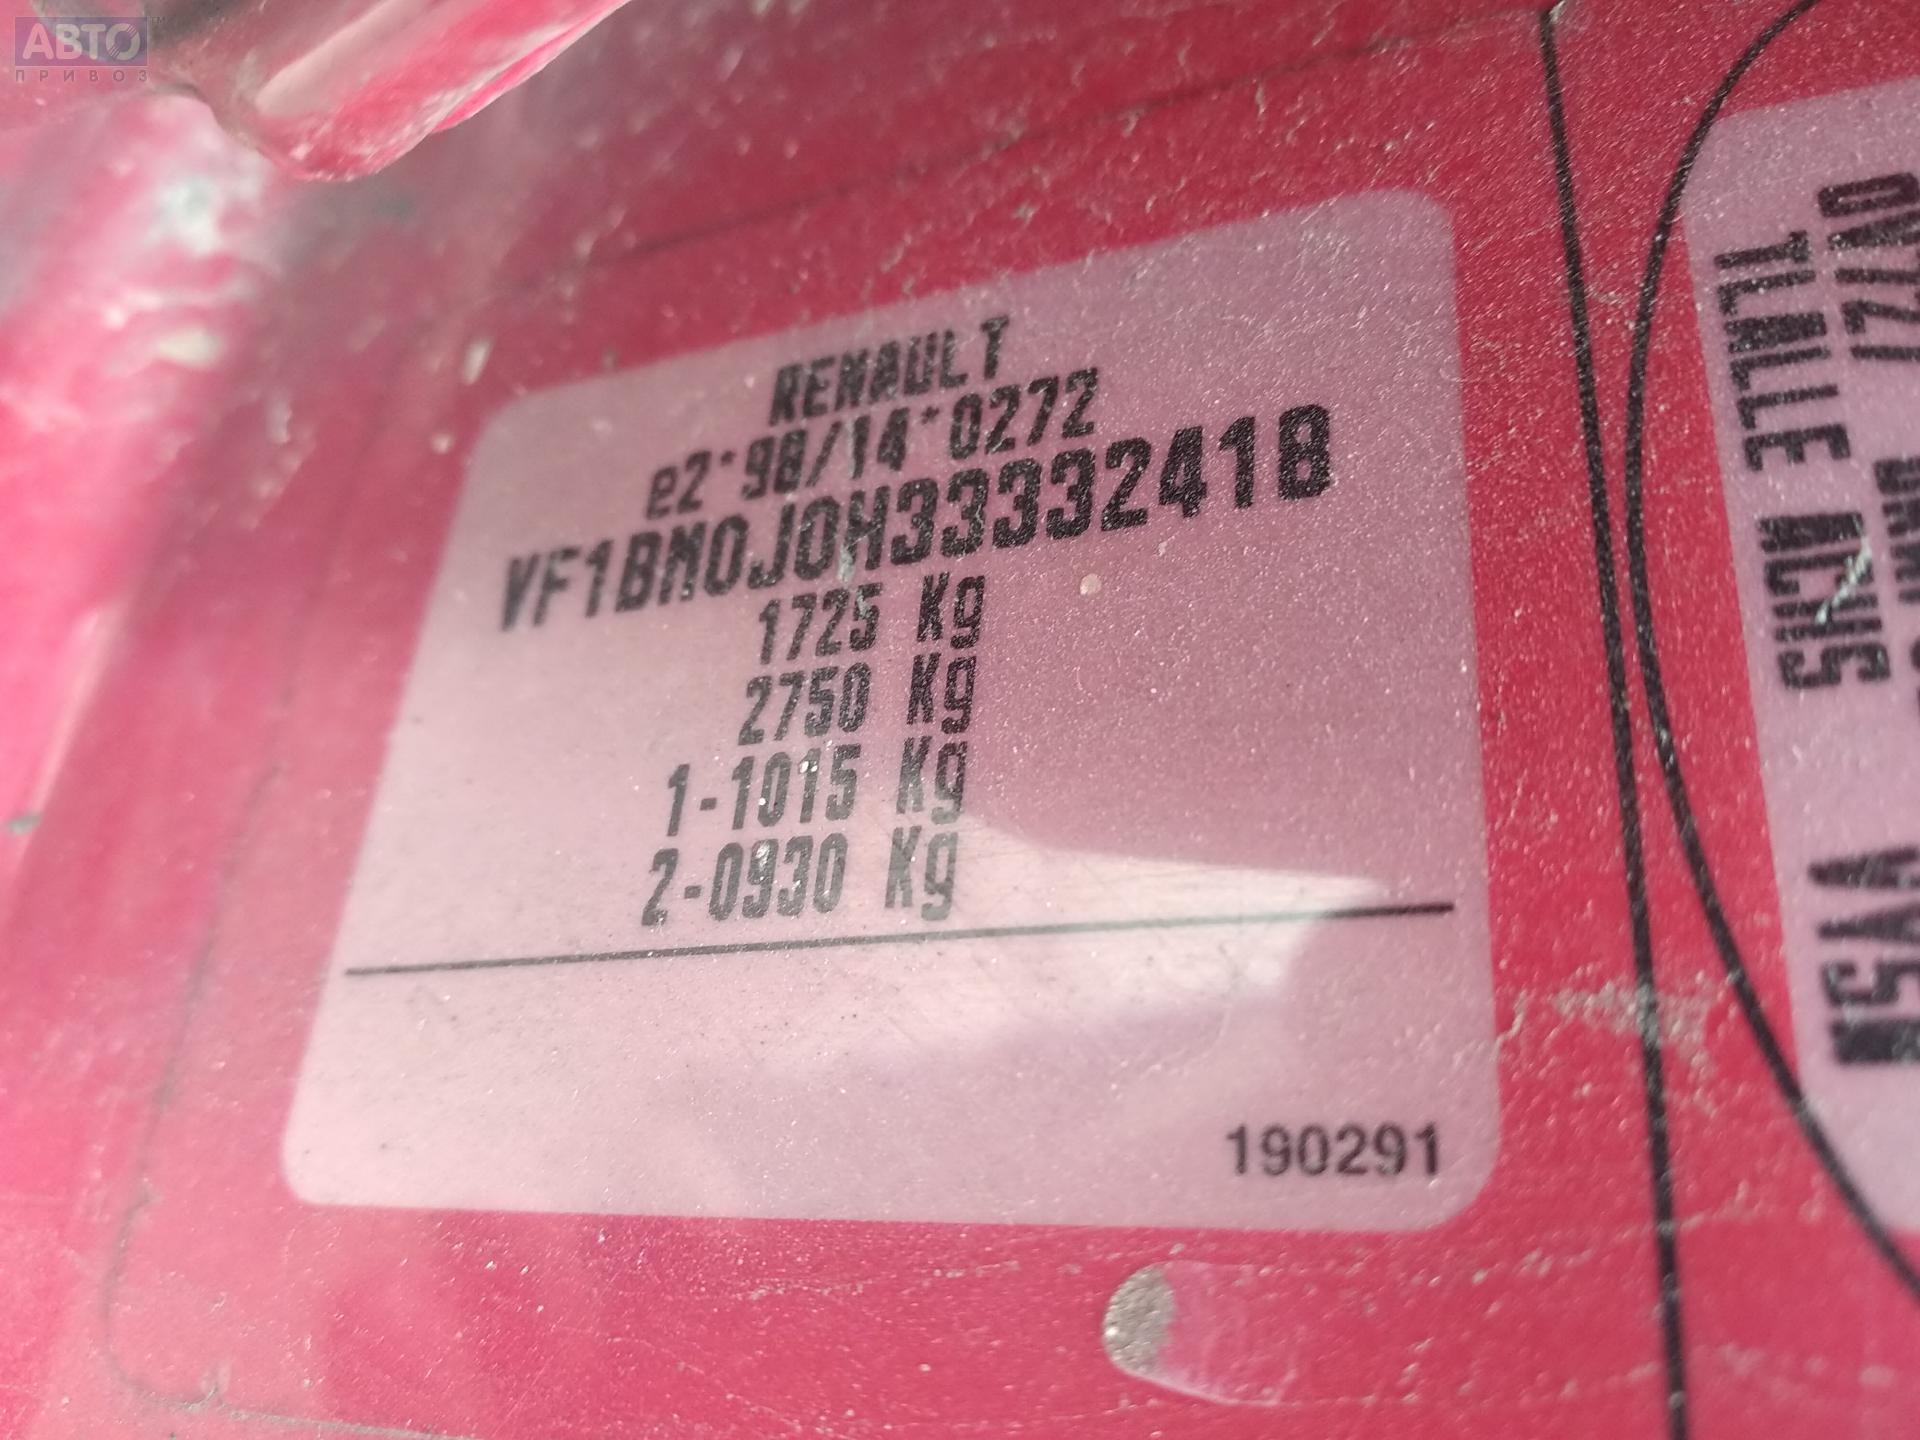 АВТО
ПРИВОЗ
RENAULT
e2*98/14*0272
VF1BM0J0H33332418
1725 Kg
2750 Kg
1-1015 Kg
2-0930 Kg
190291
OV727